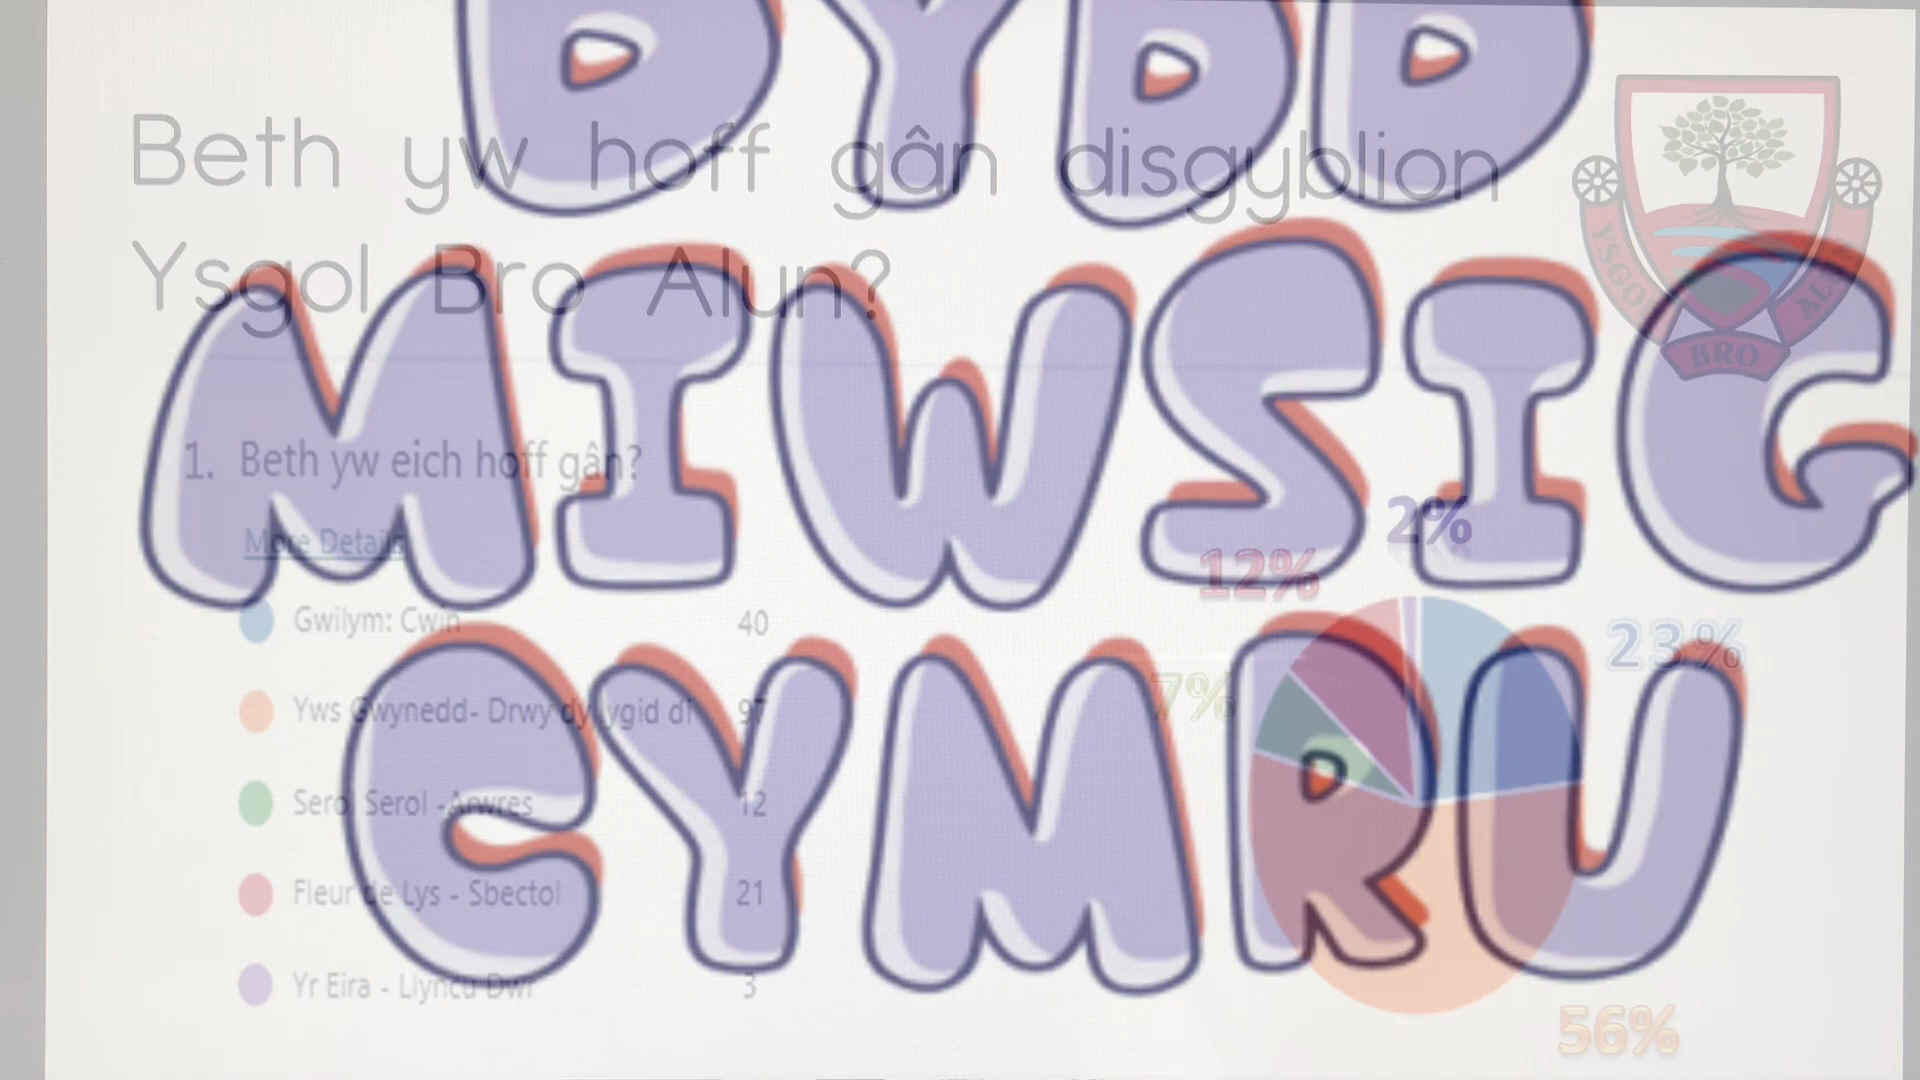 DYDD
MIWSIG
CYMRU
Beth yw hoff gân disgyblion
Ysgol Bro Alun?
YSGOL
BRO
ALUN
1. Beth yw eich hoff gân?
More Details
Gwilym: Cwin 40
Yws Gwynedd- Drwy dy lygid di 97
Serol Serol -Arwres 12
Fleur de Lys - Sbectol 21
Yr Eira - Llyncu Dwr 3
2%
12%
23%
7%
56%